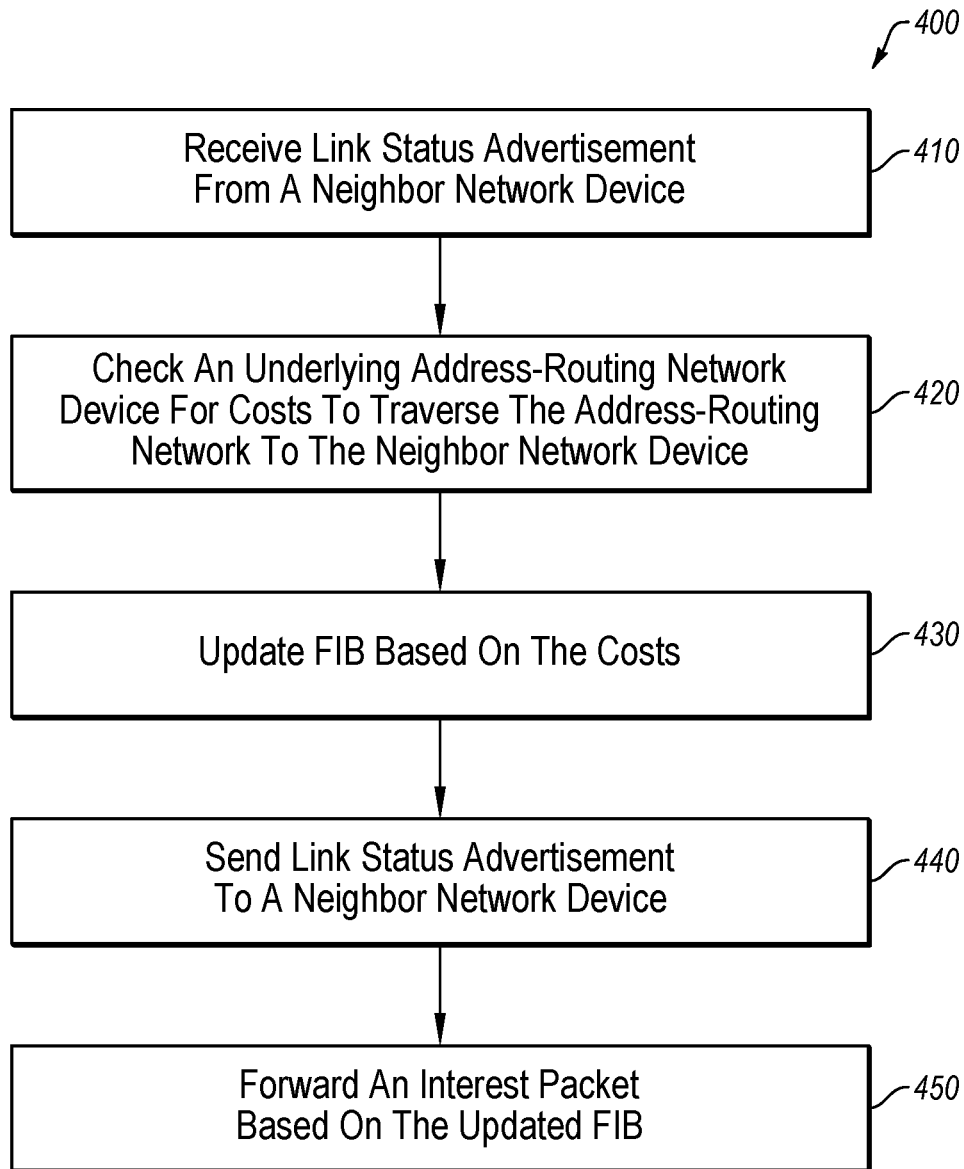 400
Receive Link Status Advertisement
From A Neighbor Network Device
410
Check An Underlying Address-Routing Network
Device For Costs To Traverse The Address-Routing
Network To The Neighbor Network Device
420
Update FIB Based On The Costs
430
Send Link Status Advertisement
To A Neighbor Network Device
440
Forward An Interest Packet
Based On The Updated FIB
450